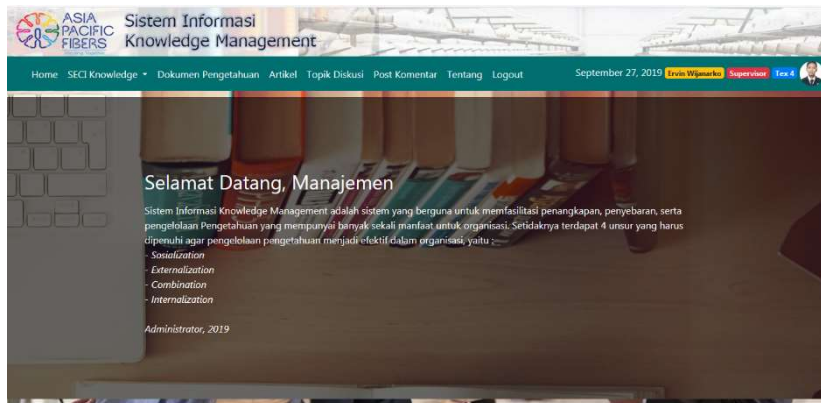 ASIA
PACIFIC
FIBERS
Sistem Informasi
Knowledge Management
Home SECI Knowledge Dokumen Pengetahuan Artikel Topik Diskusi Post Komentar Tentang Logout September 27, 2019 Ervin Wijanarko Supervisor Tex 4
Selamat Datang, Manajemen
Sistem Informasi Knowledge Management adalah sistem yang berguna untuk memfasilitasi penangkapan, penyebaran, serta
pengelolaan Pengetahuan yang mempunyai banyak sekali manfaat untuk organisasi. Setidaknya terdapat 4 unsur yang harus
dipenuhi agar pengelolaan pengetahuan menjadi efektif dalam organisasi, yaitu :
- Sosialization
- Externalization
- Combination
- Internalization
Administrator, 2019